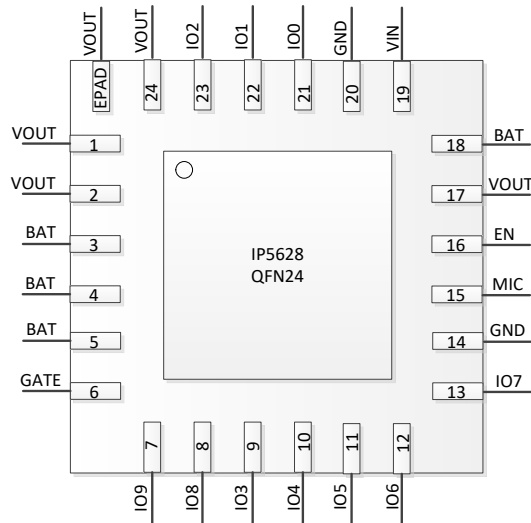 VOUT
VOUT
IO2
IO1
IO0
GND
VIN
EPAD
24
23
22
21
20
19
VOUT
1
VOUT
2
BAT
3
BAT
4
BAT
5
GATE
6
IP5628
QFN24
18
BAT
17
VOUT
16
EN
15
MIC
14
GND
13
IO7
7
8
9
10
11
12
IO9
IO8
IO3
IO4
IO5
IO6